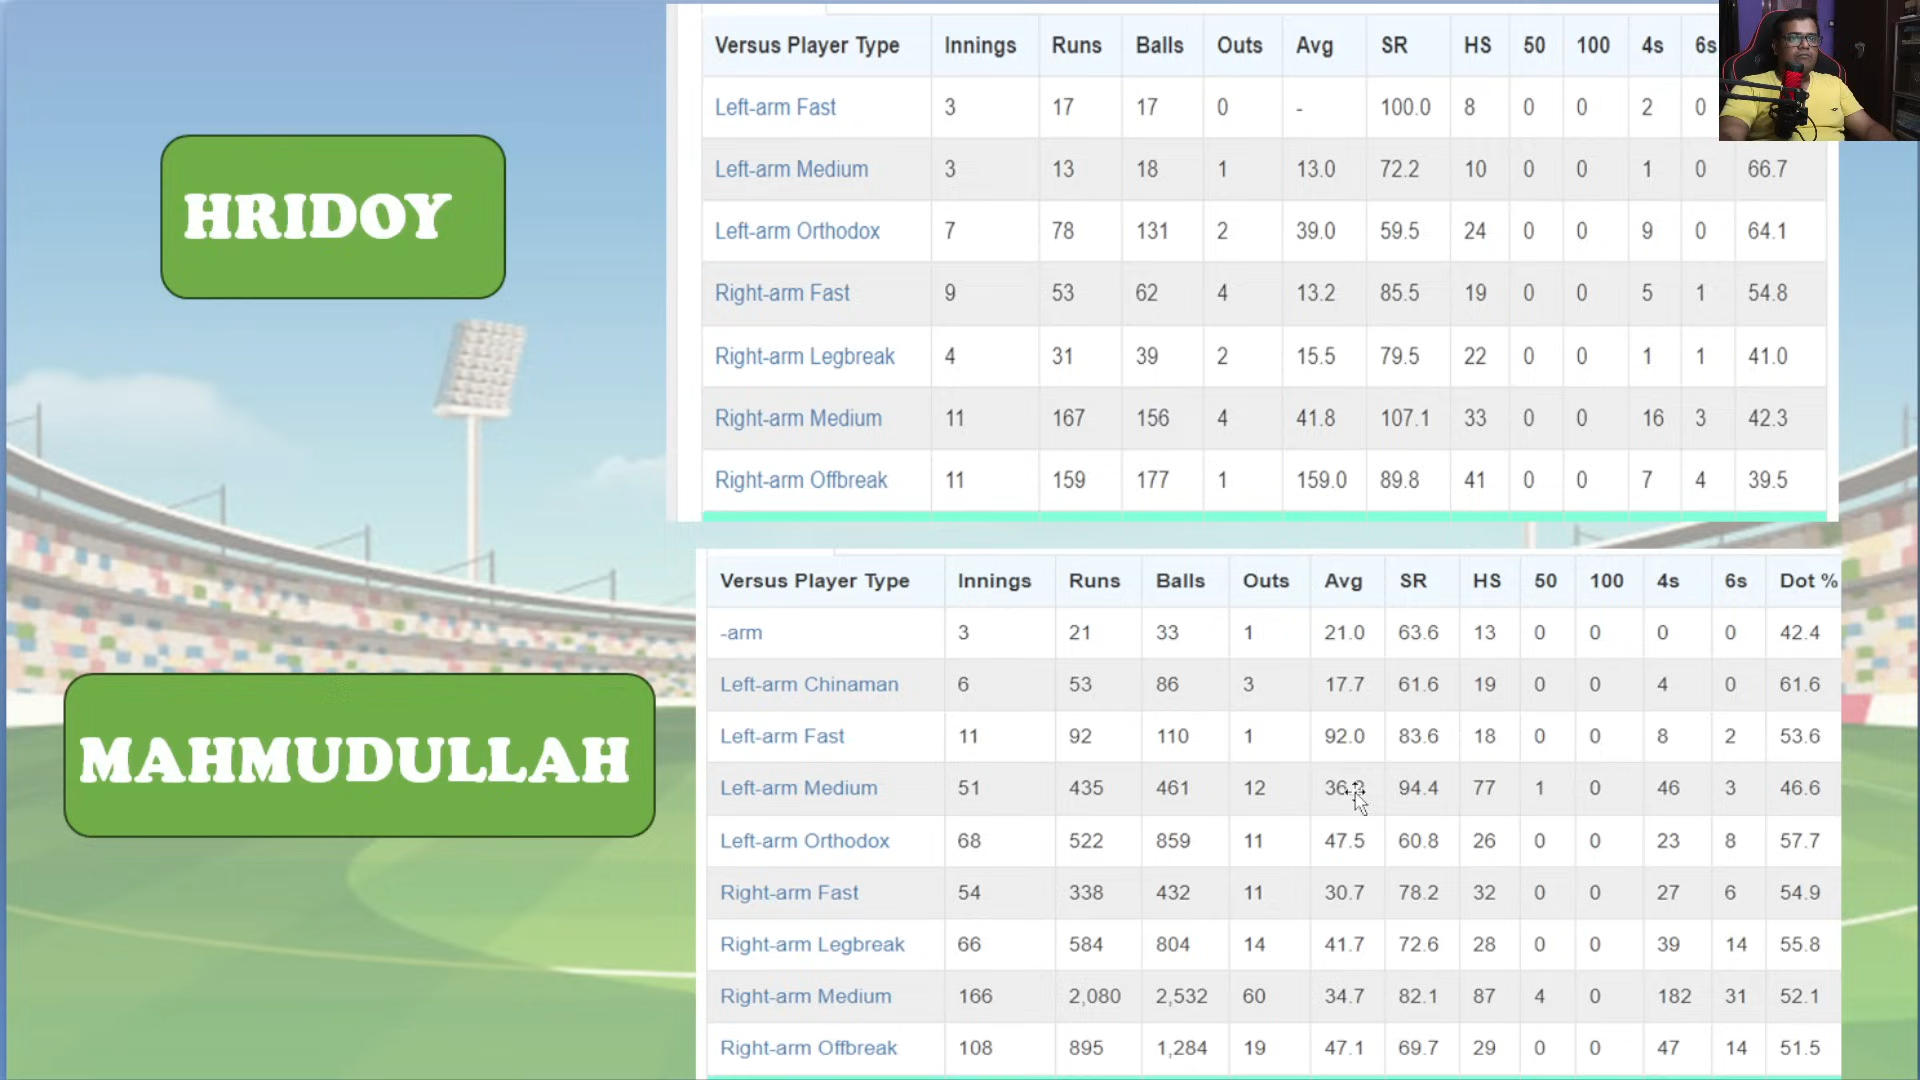 HRIDOY
Versus Player Type Innings Runs Balls Outs Avg SR HS 50 100 4s 6s
Left-arm Fast 3 17 17 0 - 100.0 8 0 0 2 0
Left-arm Medium 3 13 18 1 13.0 72.2 10 0 0 1 0 66.7
Left-arm Orthodox 7 78 131 2 39.0 59.5 24 0 0 9 0 64.1
Right-arm Fast 9 53 62 4 13.2 85.5 19 0 0 5 1 54.8
Right-arm Legbreak 4 31 39 2 15.5 79.5 22 0 0 1 1 41.0
Right-arm Medium 11 167 156 4 41.8 107.1 33 0 0 16 3 42.3
Right-arm Offbreak 11 159 177 1 159.0 89.8 41 0 0 7 4 39.5
MAHMUDULLAH
Versus Player Type Innings Runs Balls Outs Avg SR HS 50 100 4s 6s Dot %
-arm 3 21 33 1 21.0 63.6 13 0 0 0 0 42.4
Left-arm Chinaman 6 53 86 3 17.7 61.6 19 0 0 4 0 61.6
Left-arm Fast 11 92 110 1 92.0 83.6 18 0 0 8 2 53.6
Left-arm Medium 51 435 461 12 94.4 77 1 0 46 3 46.6
Left-arm Orthodox 68 522 859 11 47.5 60.8 26 0 0 23 8 57.7
Right-arm Fast 54 338 432 11 30.7 78.2 32 0 0 27 6 54.9
Right-arm Legbreak 66 584 804 14 41.7 72.6 28 0 0 39 14 55.8
Right-arm Medium 166 2,080 2,532 60 34.7 82.1 87 4 0 182 31 52.1
Right-arm Offbreak 108 895 1,284 19 47.1 69.7 29 0 0 47 14 51.5